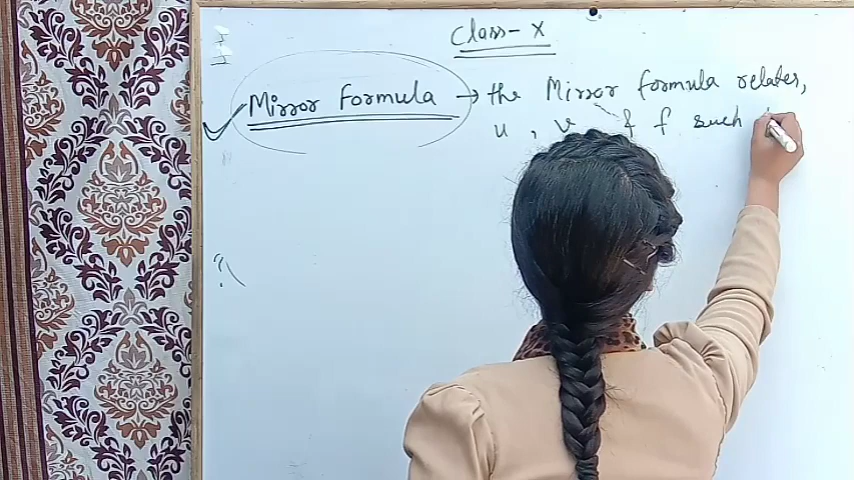 Class - X
Mirror Formula → the Mirror formula relates,
u, v & f such